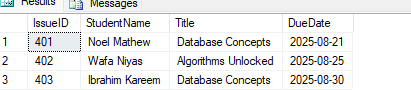 Results Messages
IssueID StudentName Title DueDate
1 401 Noel Mathew Database Concepts 2025-08-21
2 402 Wafa Niyas Algorithms Unlocked 2025-08-25
3 403 Ibrahim Kareem Database Concepts 2025-08-30